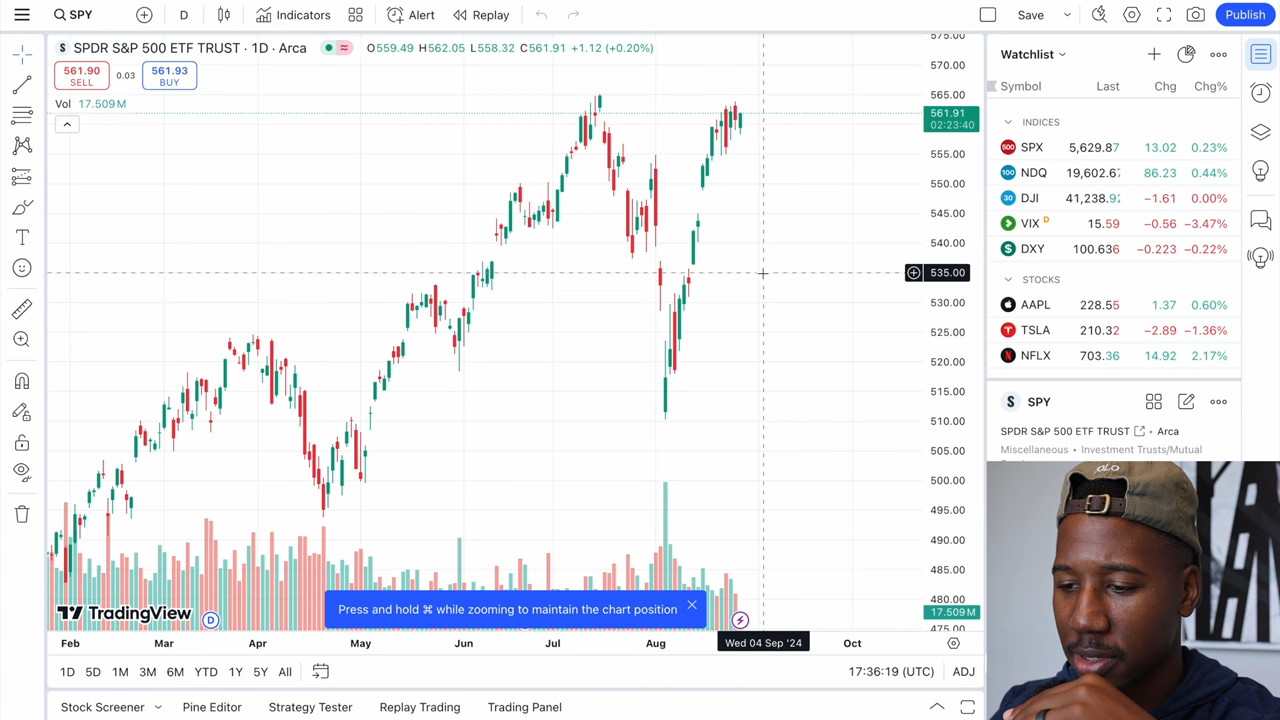 SPY
D
Indicators
Alert
Replay
Save
Publish
SPDR S&P 500 ETF TRUST · 1D · Arca
O559.49 H562.05 L558.32 C561.91 +1.12 (+0.20%)
561.90
SELL
0.03
561.93
BUY
Vol 17.509 M
575.00
570.00
565.00
561.91
02:23:40
555.00
550.00
545.00
540.00
535.00
530.00
525.00
520.00
515.00
510.00
505.00
500.00
495.00
490.00
485.00
480.00
17.509 M
475.00
TradingView
D
Press and hold ⌘ while zooming to maintain the chart position
Feb
Mar
Apr
May
Jun
Jul
Aug
Wed 04 Sep '24
Oct
1D 5D 1M 3M 6M YTD 1Y 5Y All
17:36:19 (UTC)
ADJ
Stock Screener
Pine Editor
Strategy Tester
Replay Trading
Trading Panel
Watchlist
Symbol Last Chg Chg%
INDICES
500 SPX 5,629.87 13.02 0.23%
100 NDQ 19,602.6 86.23 0.44%
30 DJI 41,238.92 −1.61 0.00%
VIX D 15.59 −0.56 −3.47%
$ DXY 100.636 −0.223 −0.22%
STOCKS
AAPL 228.55 1.37 0.60%
TSLA 210.32 −2.89 −1.36%
NFLX 703.36 14.92 2.17%
S SPY
SPDR S&P 500 ETF TRUST • Arca
Miscellaneous • Investment Trusts/Mutual
POLO